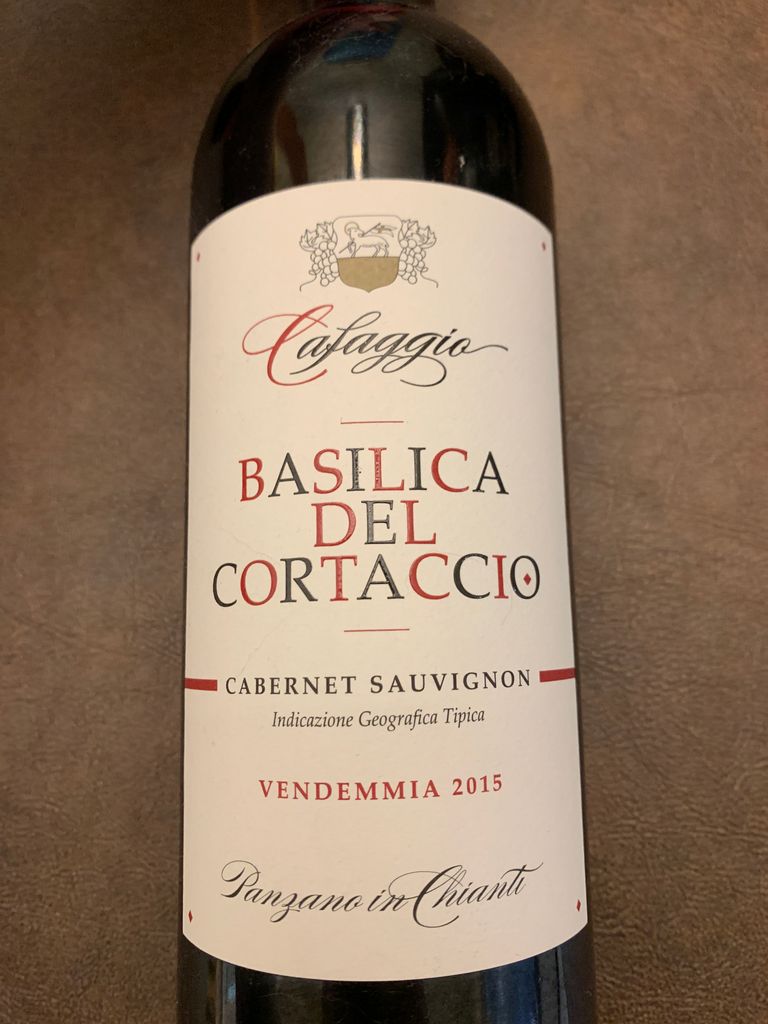 Cafaggio
BASILICA
DEL
CORTACCIO
CABERNET SAUVIGNON
Indicazione Geografica Tipica
VENDEMMIA 2015
Panzano in Chianti